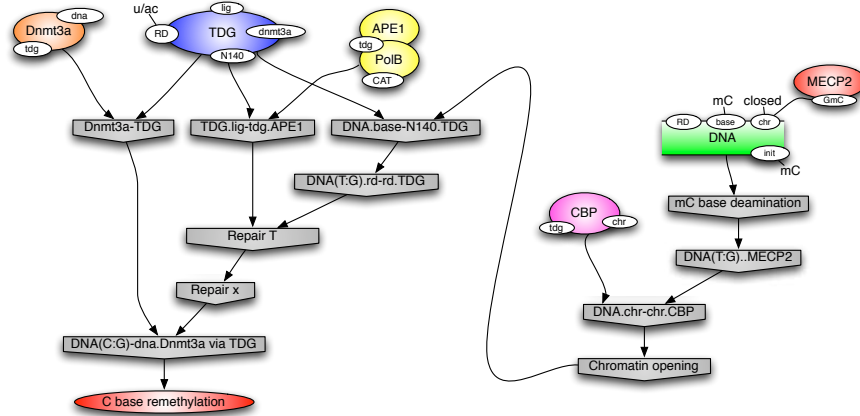 u/ac
lig
dna
Dnmt3a
tdg
RD
TDG
dnmt3a
N140
APE1
tdg
PolB
CAT
MECP2
GmC
mC
closed
RD
base
chr
DNA
init
mC
Dnmt3a-TDG
TDG.lig-tdg.APE1
DNA.base-N140.TDG
DNA(T:G).rd-rd.TDG
mC base deamination
CBP
tdg
chr
Repair T
DNA(T:G)..MECP2
Repair x
DNA.chr-chr.CBP
DNA(C:G)-dna.Dnmt3a via TDG
Chromatin opening
C base remethylation